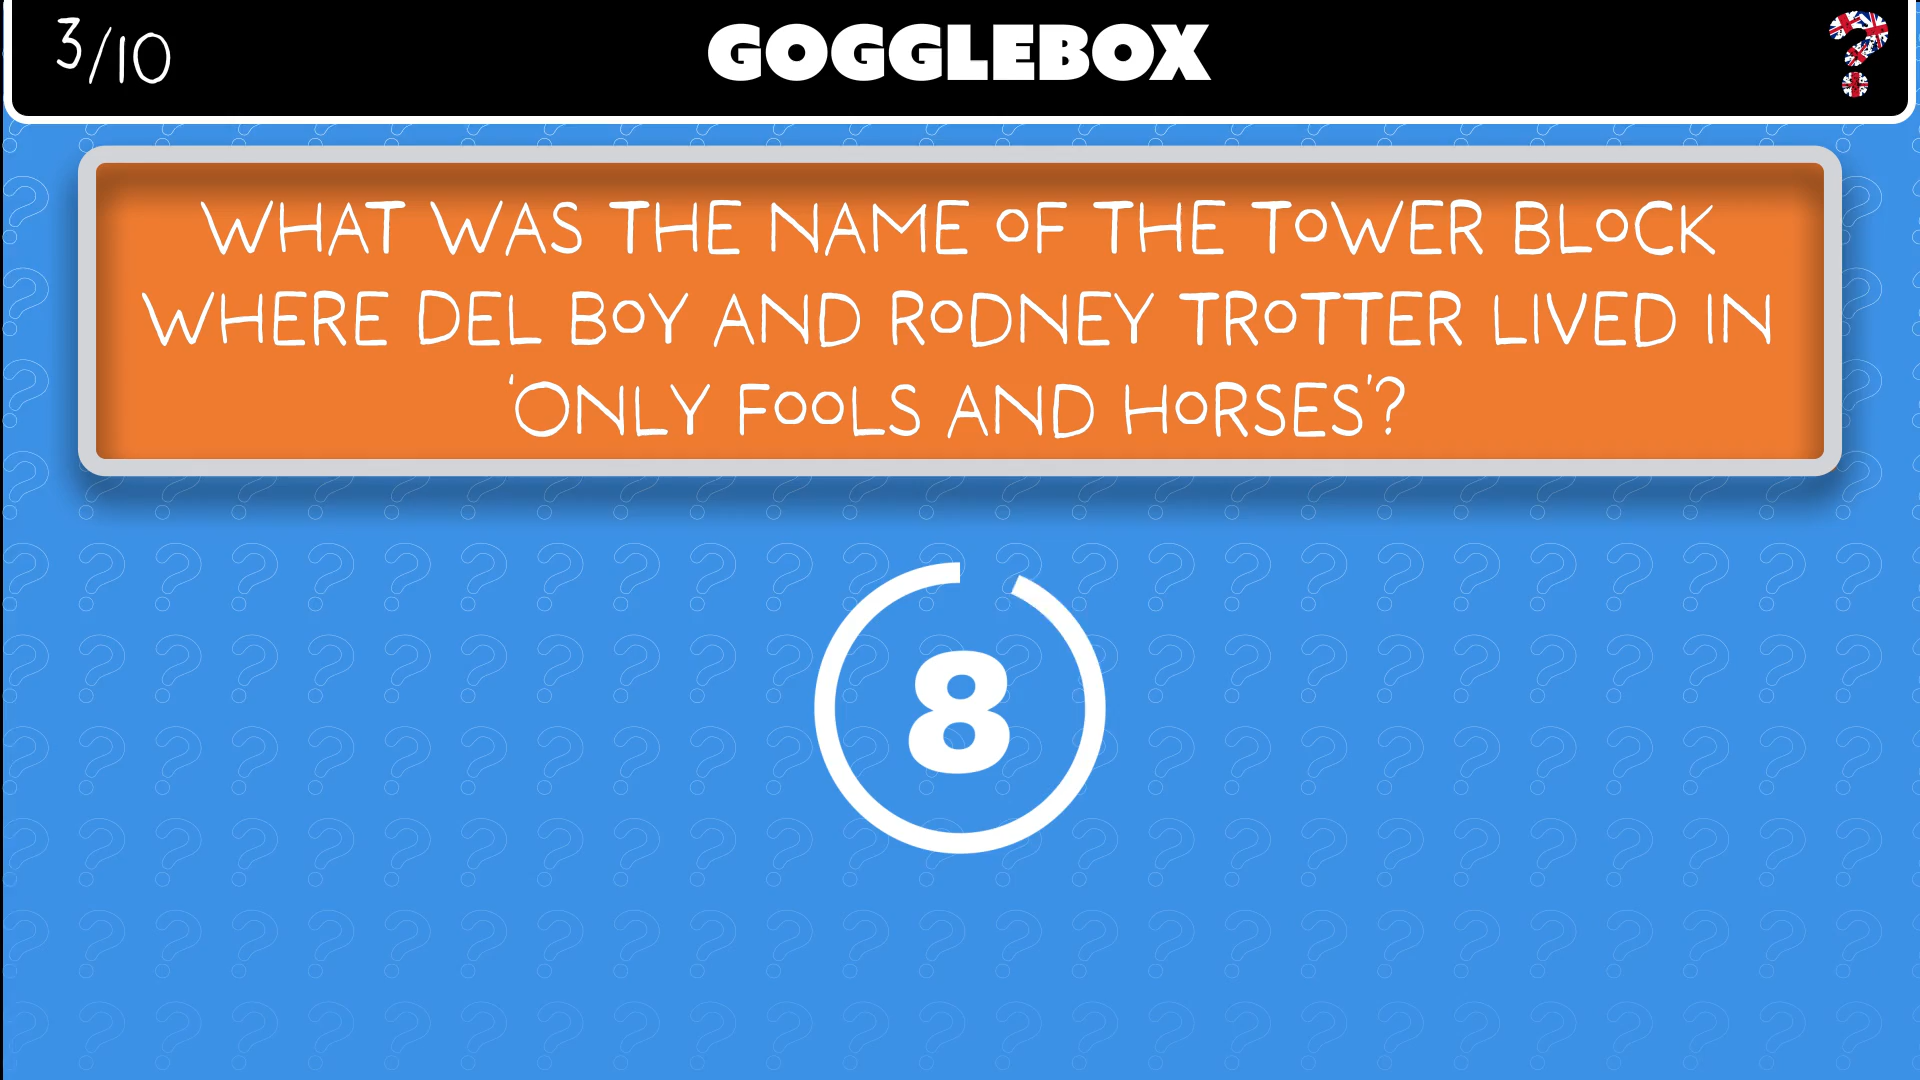 3/10
GOGGLEBOX
WHAT WAS THE NAME OF THE TOWER BLOCK
WHERE DEL BOY AND RODNEY TROTTER LIVED IN
'ONLY FOOLS AND HORSES'?
8